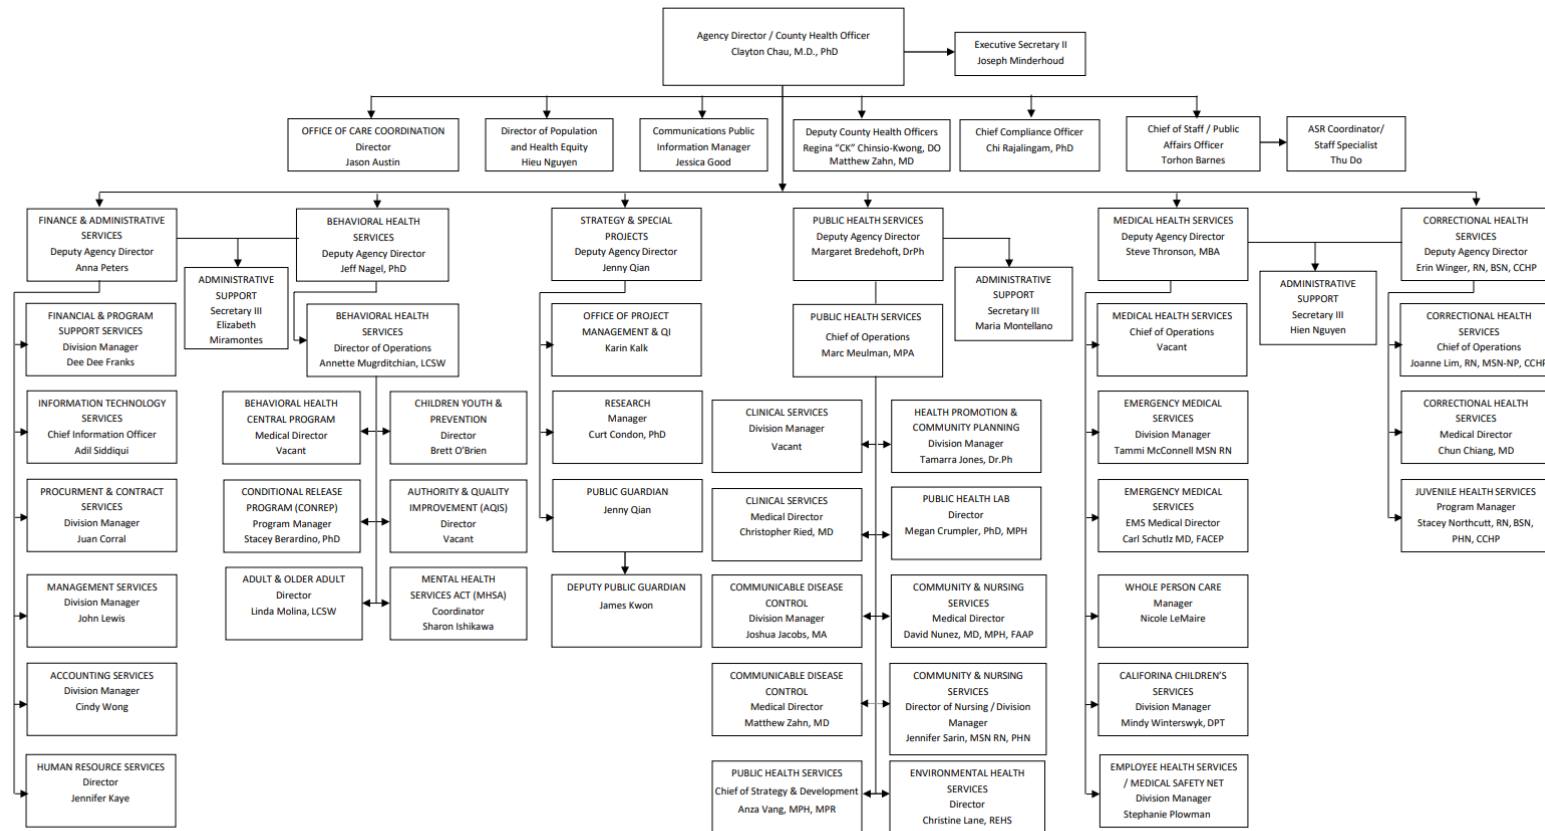 Agency Director / County Health Officer
Clayton Chau, M.D., PhD
Executive Secretary II
Joseph Minderhoud
OFFICE OF CARE COORDINATION
Director
Jason Austin
Director of Population
and Health Equity
Hieu Nguyen
Communications Public
Information Manager
Jessica Good
Deputy County Health Officers
Regina "CK" Chinsio-Kwong, DO
Matthew Zahn, MD
Chief Compliance Officer
Chi Rajalingam, PhD
Chief of Staff / Public
Affairs Officer
Torhon Barnes
ASR Coordinator/
Staff Specialist
Thu Do
FINANCE & ADMINISTRATIVE
SERVICES
Deputy Agency Director
Anna Peters
BEHAVIORAL HEALTH
SERVICES
Deputy Agency Director
Jeff Nagel, PhD
STRATEGY & SPECIAL
PROJECTS
Deputy Agency Director
Jenny Qian
PUBLIC HEALTH SERVICES
Deputy Agency Director
Margaret Bredehoft, DrPh
MEDICAL HEALTH SERVICES
Deputy Agency Director
Steve Thronson, MBA
CORRECTIONAL HEALTH
SERVICES
Deputy Agency Director
Erin Winger, RN, BSN, CCHP
ADMINISTRATIVE
SUPPORT
Secretary III
Elizabeth
Miramontes
ADMINISTRATIVE
SUPPORT
Secretary III
Maria Montellano
ADMINISTRATIVE
SUPPORT
Secretary III
Hien Nguyen
FINANCIAL & PROGRAM
SUPPORT SERVICES
Division Manager
Dee Dee Franks
BEHAVIORAL HEALTH
SERVICES
Director of Operations
Annette Mugrditchian, LCSW
OFFICE OF PROJECT
MANAGEMENT & QI
Karin Kalk
PUBLIC HEALTH SERVICES
Chief of Operations
Marc Meulman, MPA
MEDICAL HEALTH SERVICES
Chief of Operations
Vacant
CORRECTIONAL HEALTH
SERVICES
Chief of Operations
Joanne Lim, RN, MSN-NP, CCHP
INFORMATION TECHNOLOGY
SERVICES
Chief Information Officer
Adil Siddiqui
BEHAVIORAL HEALTH
CENTRAL PROGRAM
Medical Director
Vacant
CHILDREN YOUTH &
PREVENTION
Director
Brett O'Brien
RESEARCH
Manager
Curt Condon, PhD
CLINICAL SERVICES
Division Manager
Vacant
HEALTH PROMOTION &
COMMUNITY PLANNING
Division Manager
Tamarra Jones, Dr.Ph
EMERGENCY MEDICAL
SERVICES
Division Manager
Tammi McConnell MSN RN
CORRECTIONAL HEALTH
SERVICES
Medical Director
Chun Chiang, MD
PROCURMENT & CONTRACT
SERVICES
Division Manager
Juan Corral
CONDITIONAL RELEASE
PROGRAM (CONREP)
Program Manager
Stacey Berardino, PhD
AUTHORITY & QUALITY
IMPROVEMENT (AQIS)
Director
Vacant
PUBLIC GUARDIAN
Jenny Qian
CLINICAL SERVICES
Medical Director
Christopher Ried, MD
PUBLIC HEALTH LAB
Director
Megan Crumpler, PhD, MPH
EMERGENCY MEDICAL
SERVICES
EMS Medical Director
Carl Schutlz MD, FACEP
JUVENILE HEALTH SERVICES
Program Manager
Stacey Northcutt, RN, BSN,
PHN, CCHP
MANAGEMENT SERVICES
Division Manager
John Lewis
ADULT & OLDER ADULT
Director
Linda Molina, LCSW
MENTAL HEALTH
SERVICES ACT (MHSA)
Coordinator
Sharon Ishikawa
DEPUTY PUBLIC GUARDIAN
James Kwon
COMMUNICABLE DISEASE
CONTROL
Division Manager
Joshua Jacobs, MA
COMMUNITY & NURSING
SERVICES
Medical Director
David Nunez, MD, MPH, FAAP
WHOLE PERSON CARE
Manager
Nicole LeMaire
ACCOUNTING SERVICES
Division Manager
Cindy Wong
COMMUNICABLE DISEASE
CONTROL
Medical Director
Matthew Zahn, MD
COMMUNITY & NURSING
SERVICES
Director of Nursing / Division
Manager
Jennifer Sarin, MSN RN, PHN
CALIFORINA CHILDREN'S
SERVICES
Division Manager
Mindy Winterswyk, DPT
HUMAN RESOURCE SERVICES
Director
Jennifer Kaye
PUBLIC HEALTH SERVICES
Chief of Strategy & Development
Anza Vang, MPH, MPR
ENVIRONMENTAL HEALTH
SERVICES
Director
Christine Lane, REHS
EMPLOYEE HEALTH SERVICES
/ MEDICAL SAFETY NET
Division Manager
Stephanie Plowman